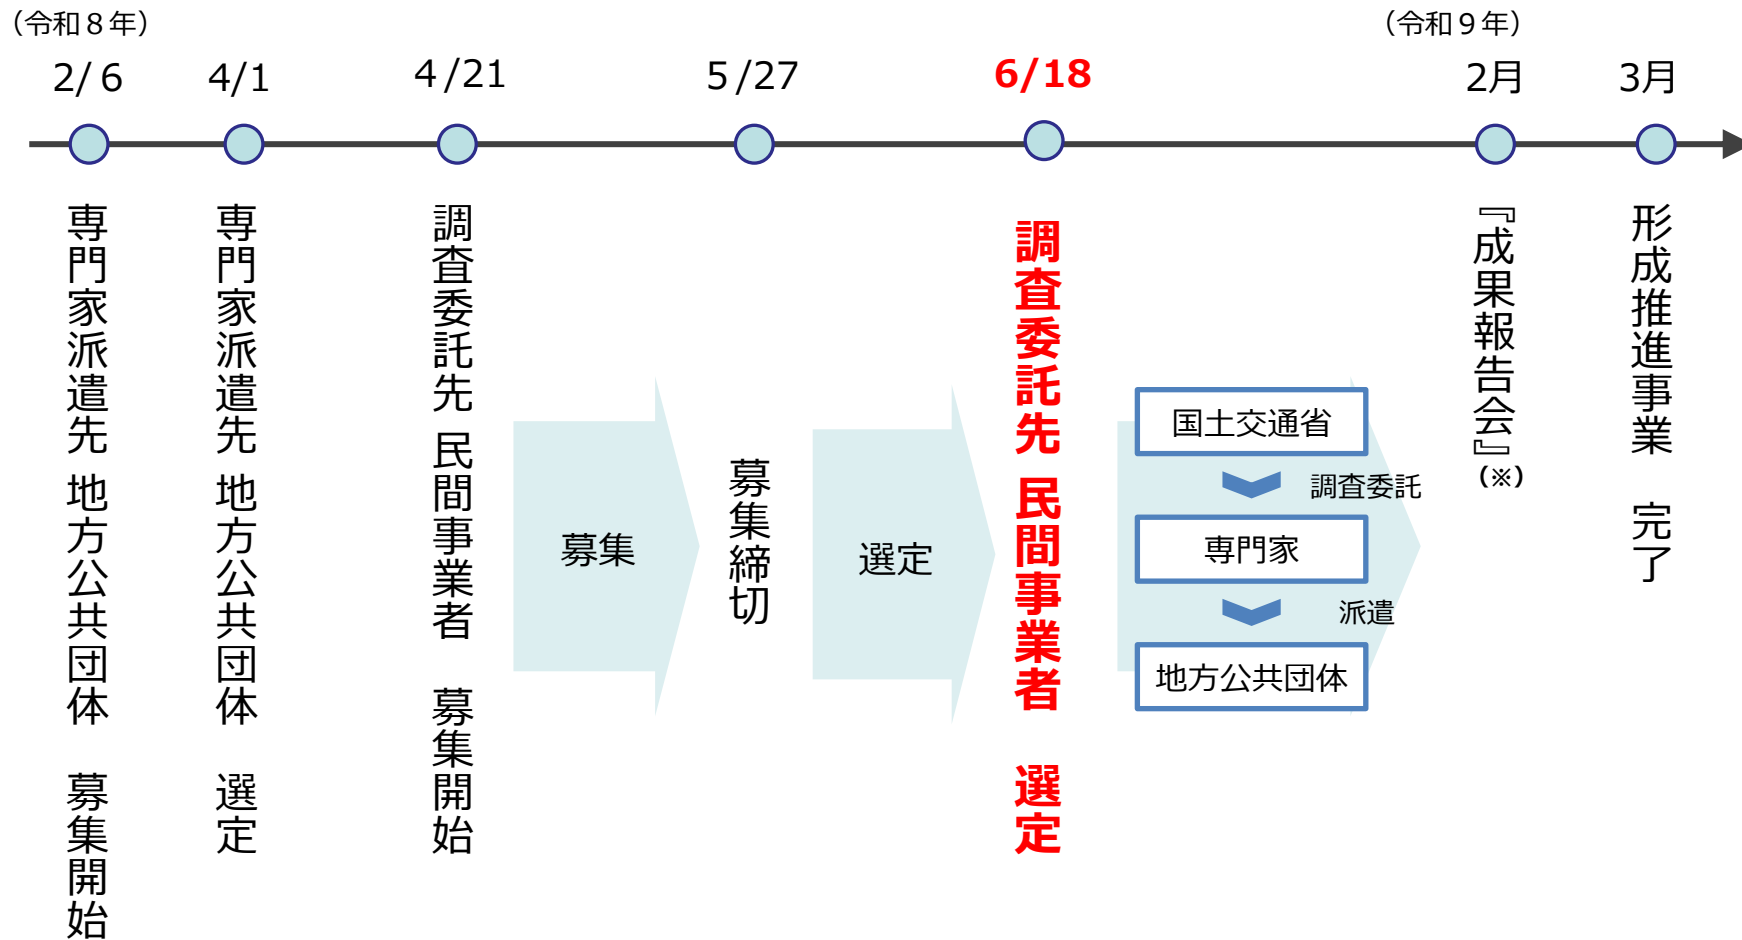 （令和８年）
（令和９年）
2/６
4/1
４/21
５/27
6/18
2月
3月
専門家派遣先 地方公共団体　募集開始
専門家派遣先 地方公共団体　選定
調査委託先 民間事業者　募集開始
募集
募集締切
選定
調査委託先 民間事業者　選定
国土交通省
調査委託
専門家
派遣
地方公共団体
『成果報告会』(※)
形成推進事業　完了